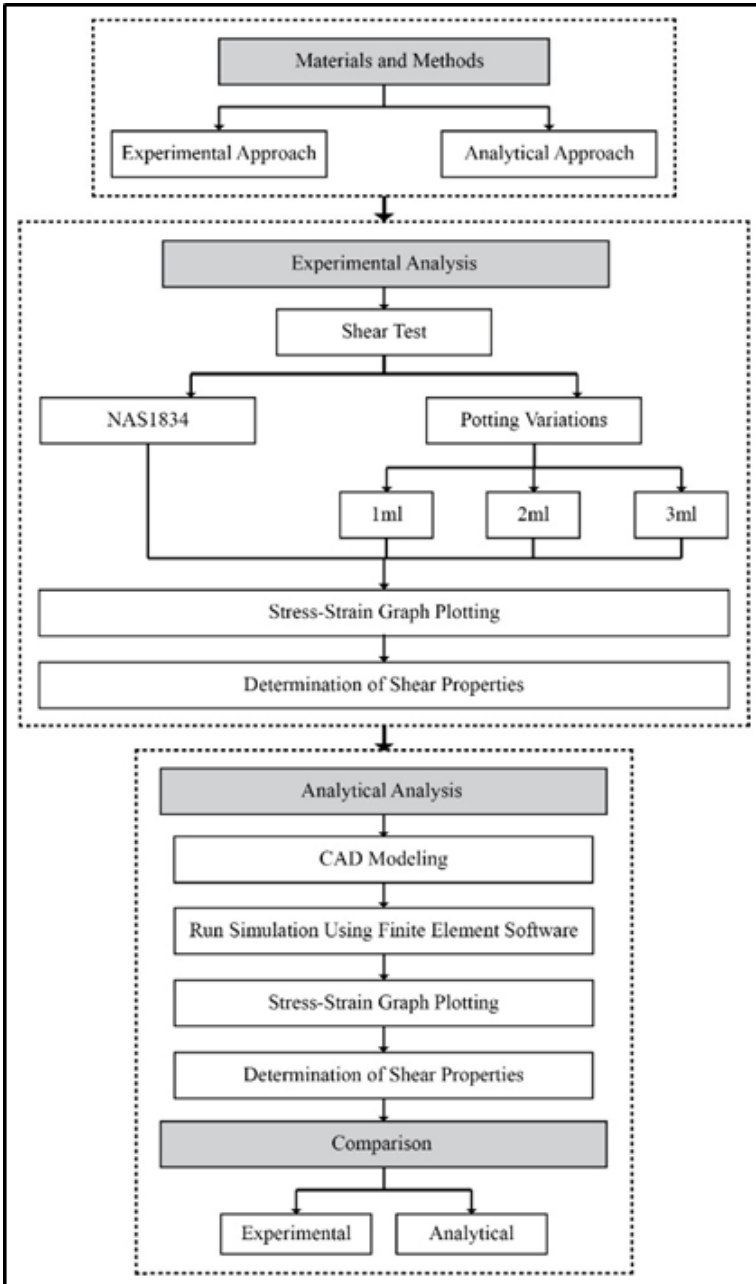 Materials and Methods
Experimental Approach
Analytical Approach
Experimental Analysis
Shear Test
NAS1834
Potting Variations
1ml
2ml
3ml
Stress-Strain Graph Plotting
Determination of Shear Properties
Analytical Analysis
CAD Modeling
Run Simulation Using Finite Element Software
Stress-Strain Graph Plotting
Determination of Shear Properties
Comparison
Experimental
Analytical